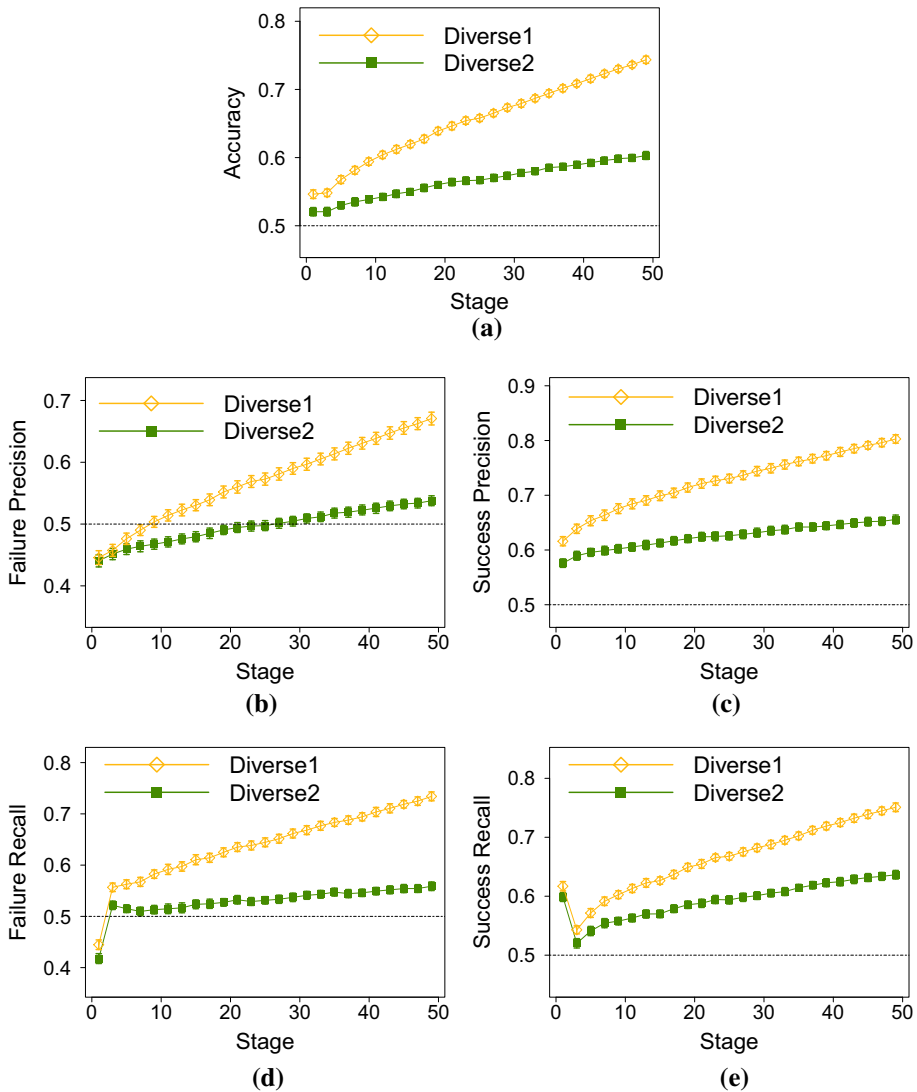 Diverse1
Diverse2
Accuracy
0.8
0.7
0.6
0.5
0 10 20 30 40 50
Stage
(a)
Diverse1
Diverse2
Failure Precision
0.7
0.6
0.5
0.4
0 10 20 30 40 50
Stage
(b)
Diverse1
Diverse2
Success Precision
0.9
0.8
0.7
0.6
0.5
0 10 20 30 40 50
Stage
(c)
Diverse1
Diverse2
Failure Recall
0.8
0.7
0.6
0.5
0.4
0 10 20 30 40 50
Stage
(d)
Diverse1
Diverse2
Success Recall
0.8
0.7
0.6
0.5
0 10 20 30 40 50
Stage
(e)